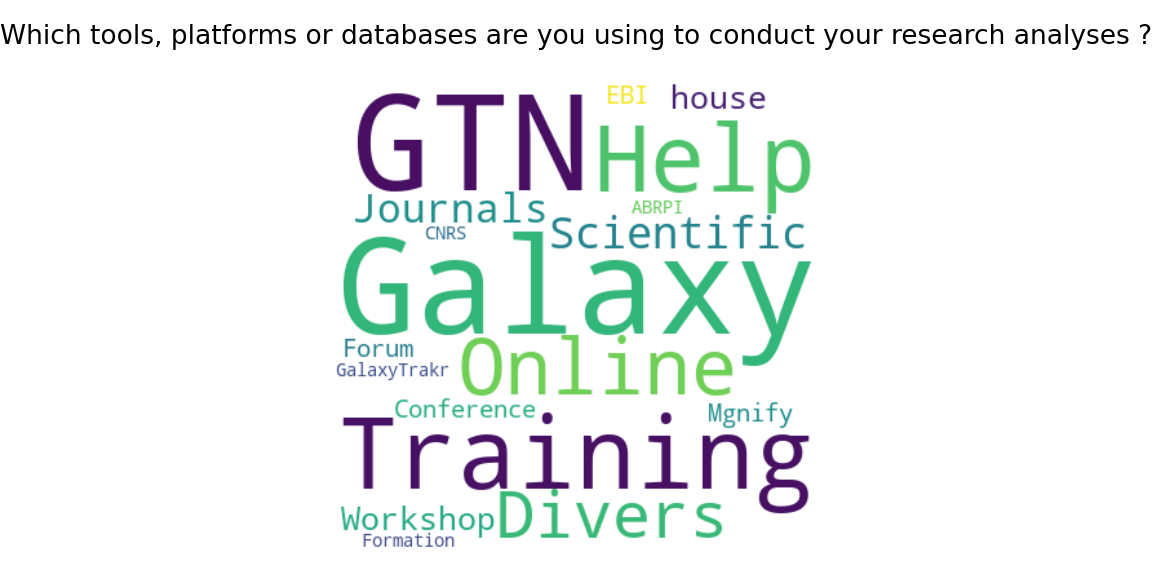 Which tools, platforms or databases are you using to conduct your research analyses ?
EBI house
GTN Help
Journals ABRPI
CNRS Scientific
Galaxy
Forum
GalaxyTrakr Online
Conference Mgnify
Training
Workshop Divers
Formation